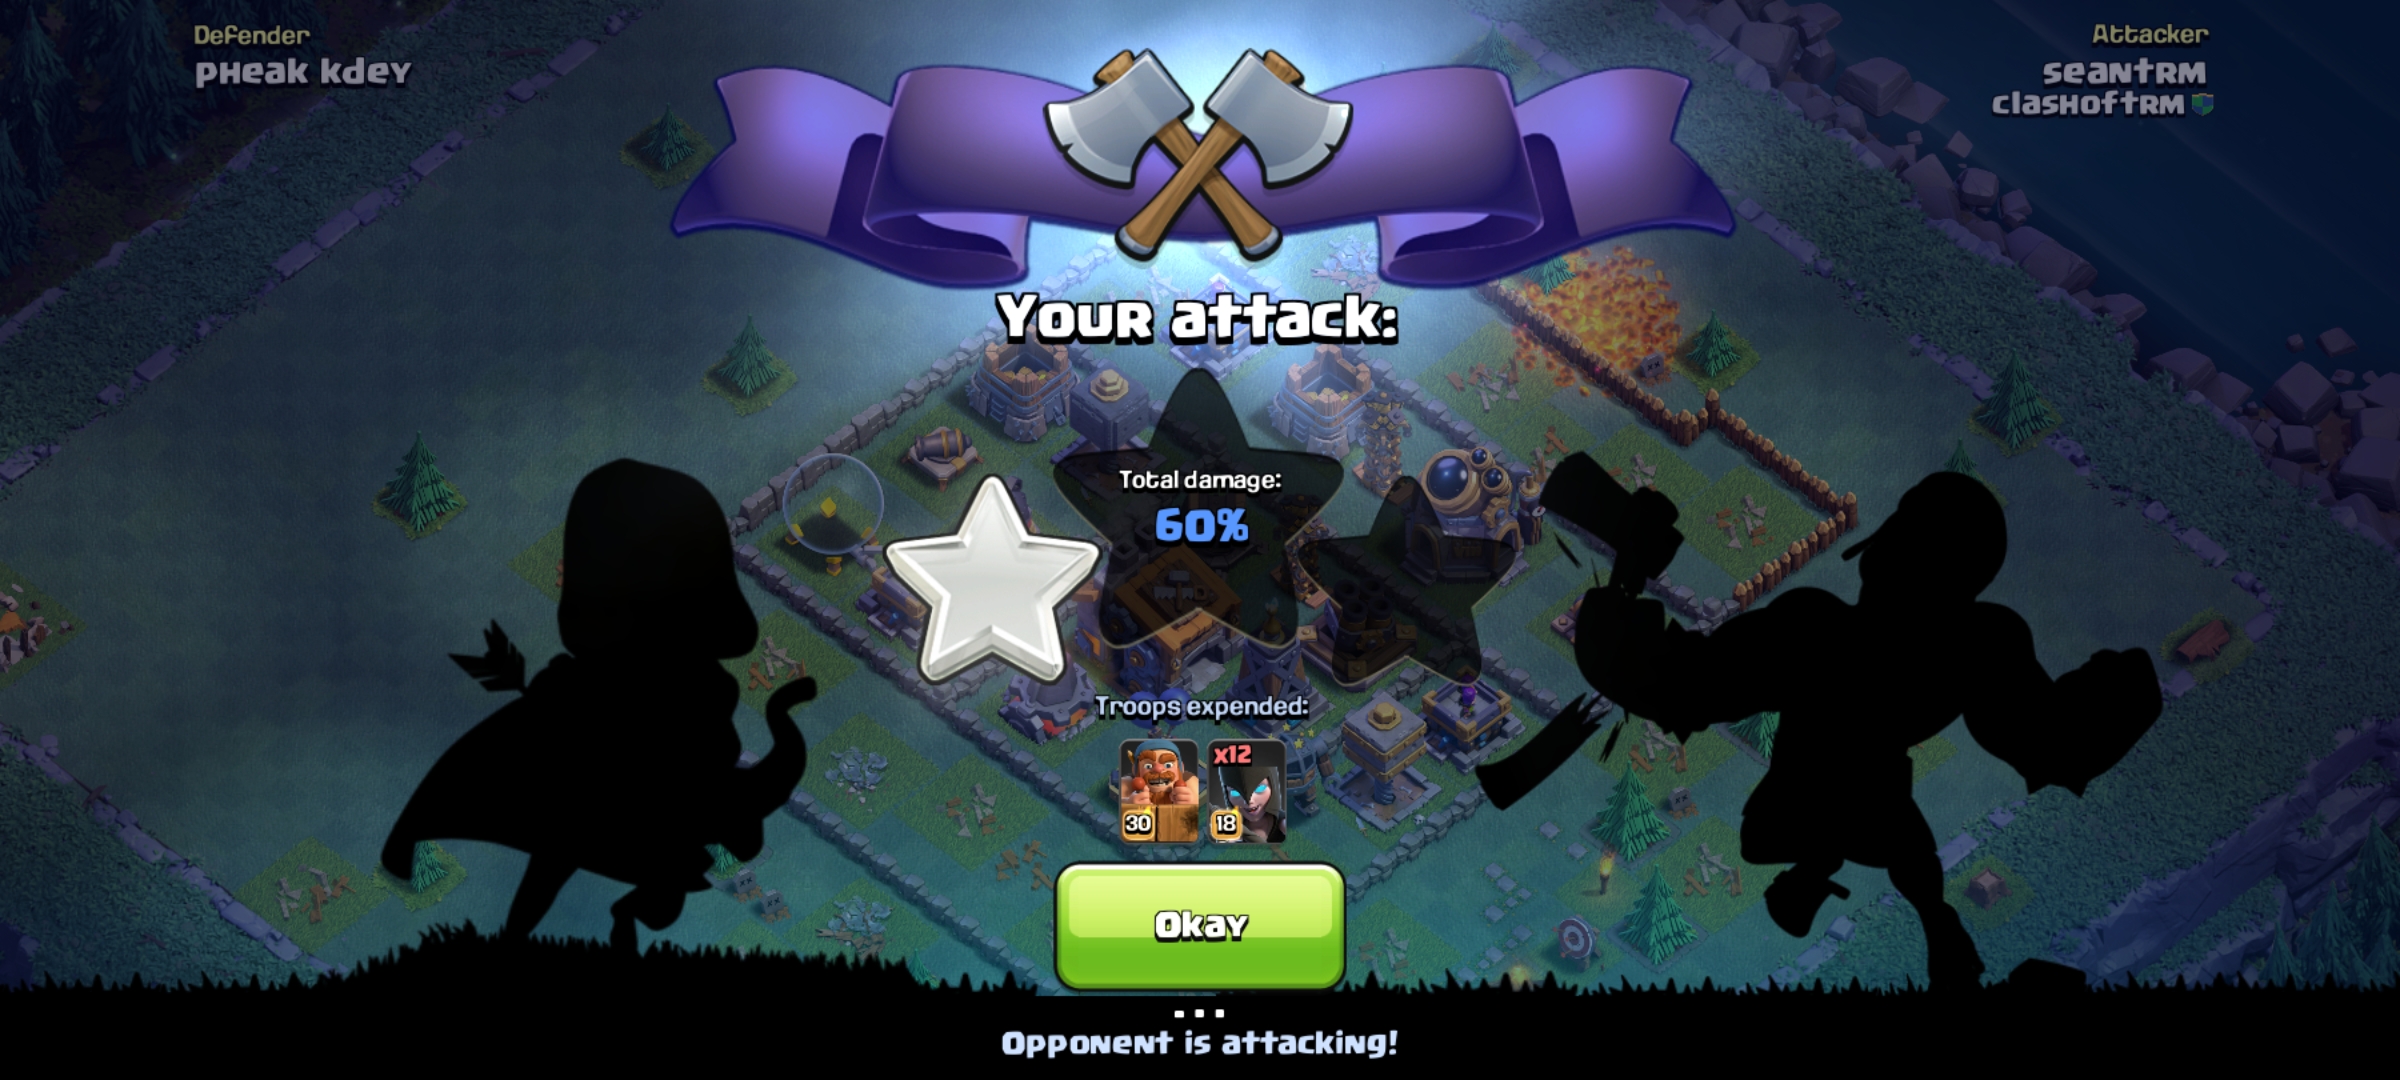 Defender
pheak kdey
Attacker
seantrm
clashoftrm
Your attack:
Total damage:
60%
Troops expended:
x12
30
18
Okay
...
Opponent is attacking!